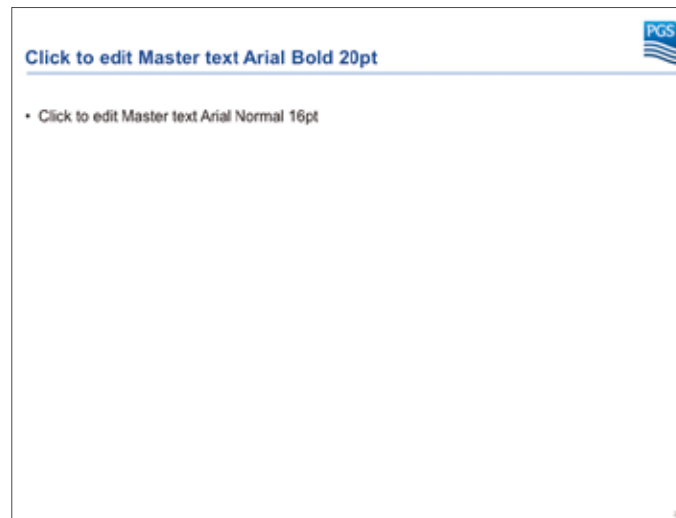 PGS
Click to edit Master text Arial Bold 20pt
• Click to edit Master text Arial Normal 16pt